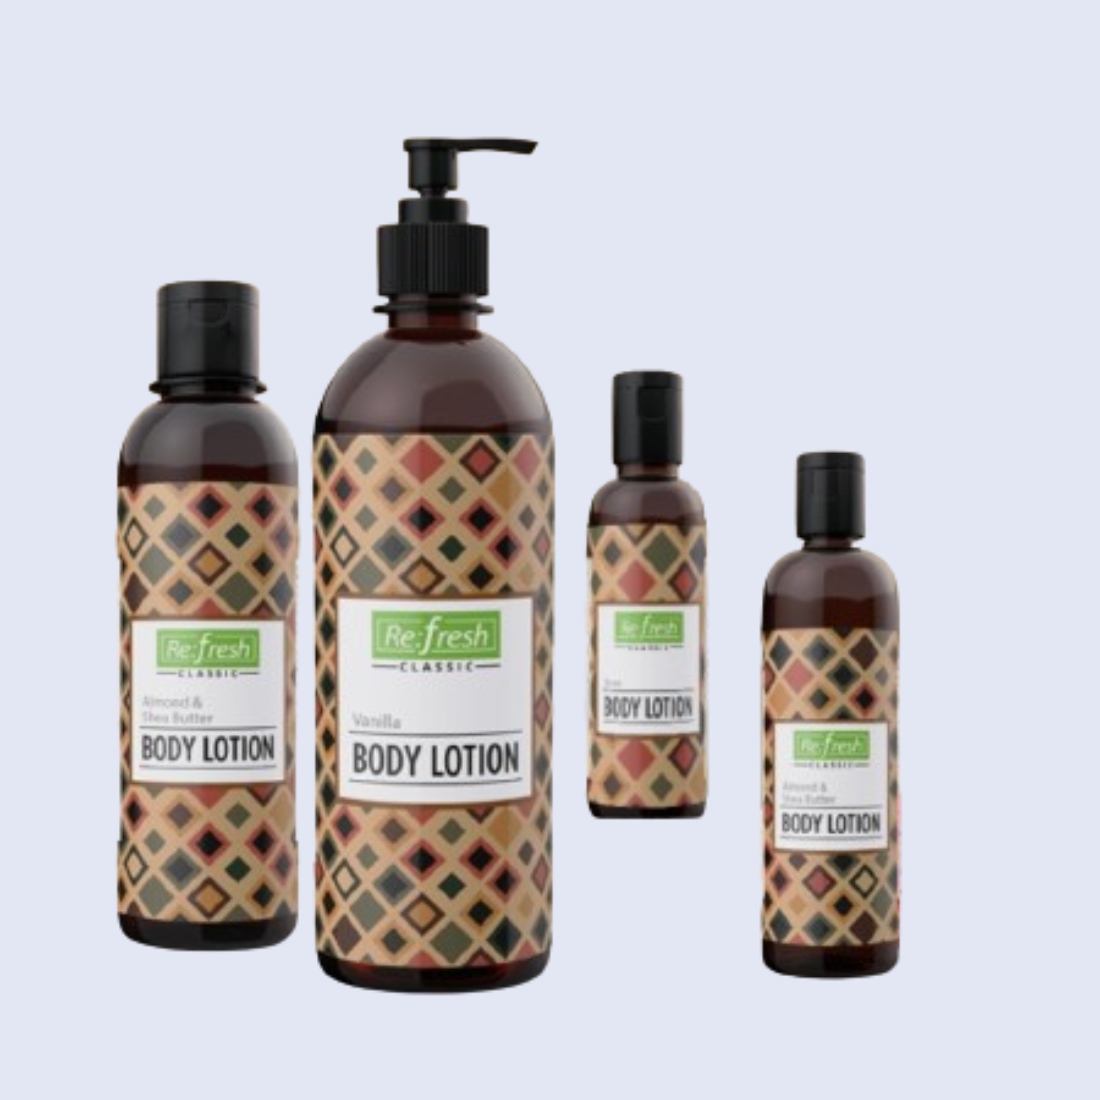 Re:fresh
CLASSIC
Almond &
Shea Butter
BODY LOTION
Re:fresh
CLASSIC
Vanilla
BODY LOTION
Re:fresh
CLASSIC
BODY LOTION
Re:fresh
CLASSIC
Almond &
Shea Butter
BODY LOTION